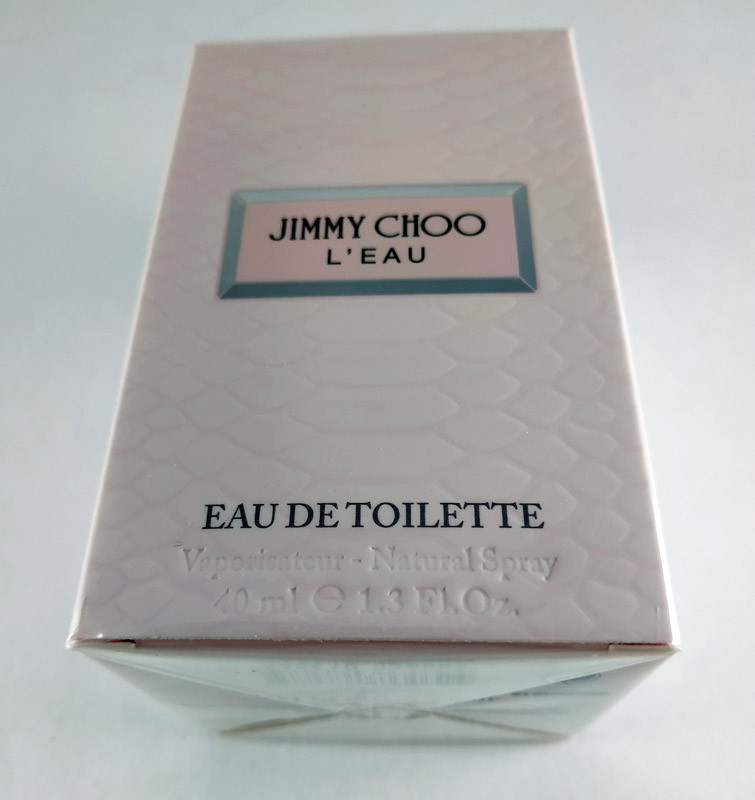 JIMMY CHOO
L'EAU
EAU DE TOILETTE
Vaporisateur - Natural Spray
40 ml ℮ 1.3 Fl.Oz.